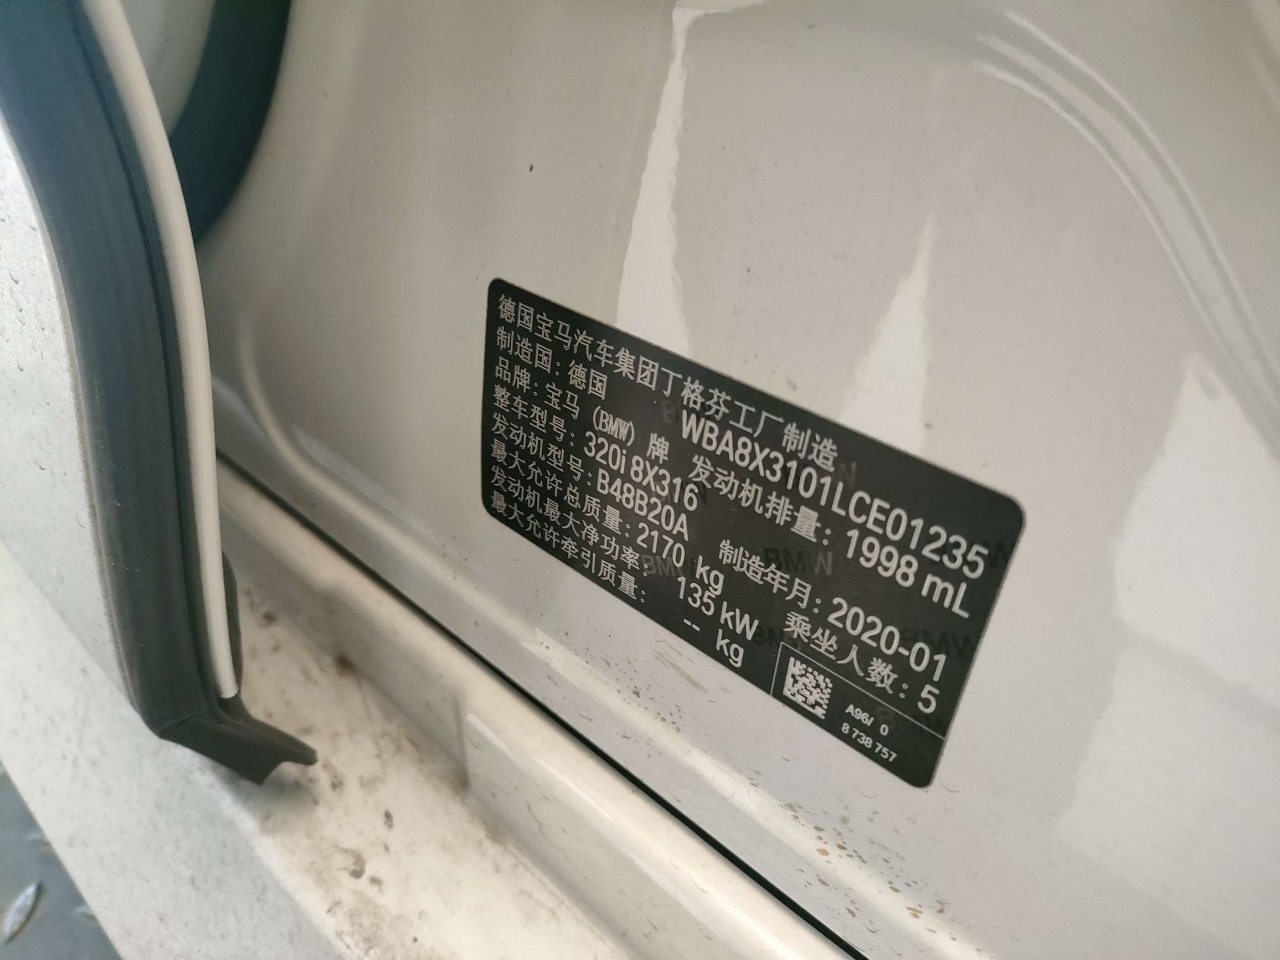 德国宝马汽车集团丁格芬工厂制造
制造国：德国 WBA8X3101LCE01235
品牌：宝马（BMW）牌 发动机排量：1998 mL
整车型号：320i 8X316
发动机型号：B48B20A 制造年月：2020-01
最大允许总质量：2170 kg 乘坐人数：5
发动机最大净功率：135 kW
最大允许牵引质量：-- kg
A96/ 0
8 738 757